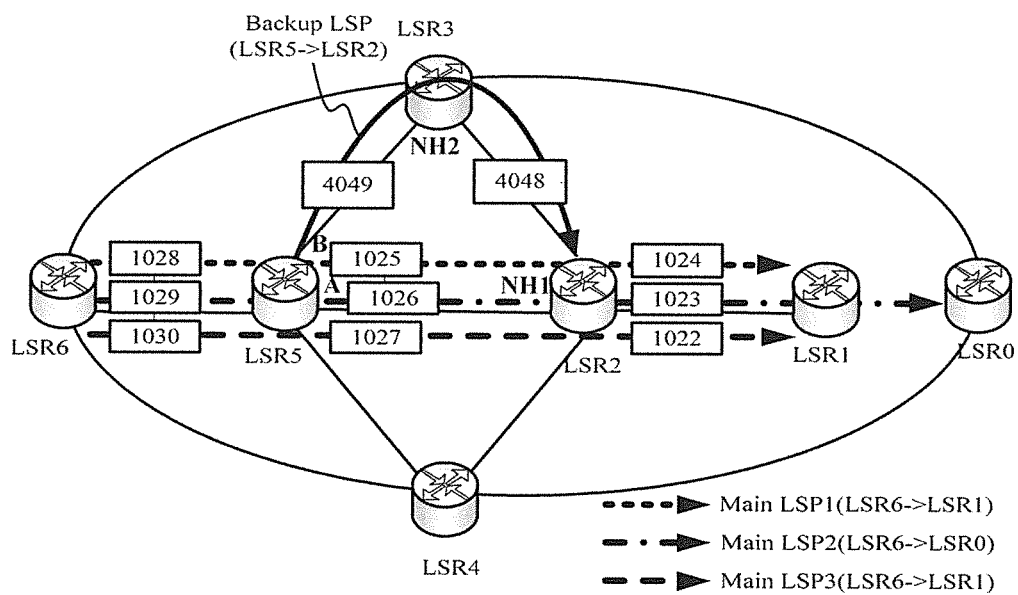 Backup LSP
(LSR5->LSR2)
LSR3
NH2
4049
4048
B
1028
1025
1024
A
NH1
1029
1026
1023
1030
1027
1022
LSR6
LSR5
LSR2
LSR1
LSR0
LSR4
Main LSP1(LSR6->LSR1)
Main LSP2(LSR6->LSR0)
Main LSP3(LSR6->LSR1)